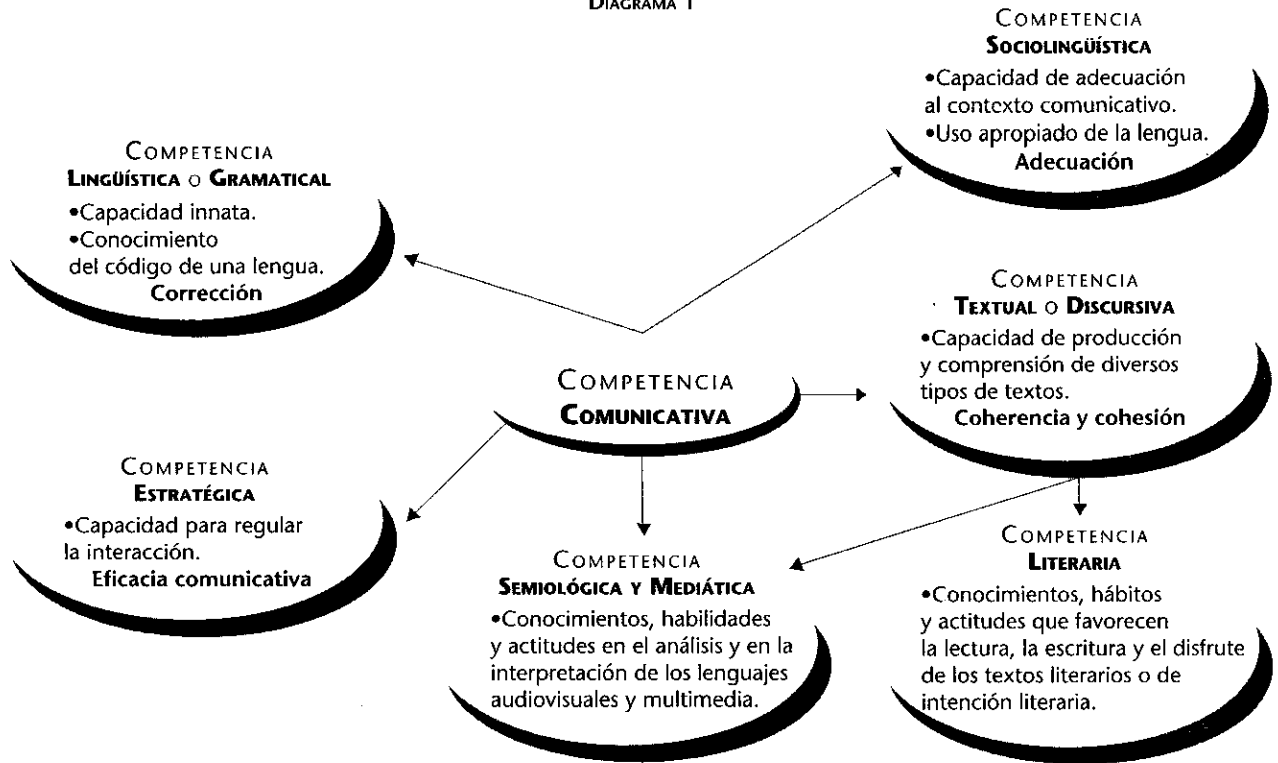 DIAGRAMA 1
COMPETENCIA
SOCIOLINGÜÍSTICA
•Capacidad de adecuación
al contexto comunicativo.
•Uso apropiado de la lengua.
Adecuación
COMPETENCIA
LINGÜÍSTICA O GRAMATICAL
•Capacidad innata.
•Conocimiento
del código de una lengua.
Corrección
COMPETENCIA
TEXTUAL O DISCURSIVA
•Capacidad de producción
y comprensión de diversos
tipos de textos.
Coherencia y cohesión
COMPETENCIA
COMUNICATIVA
COMPETENCIA
ESTRATÉGICA
•Capacidad para regular
la interacción.
Eficacia comunicativa
COMPETENCIA
SEMIOLÓGICA Y MEDIÁTICA
•Conocimientos, habilidades
y actitudes en el análisis y en la
interpretación de los lenguajes
audiovisuales y multimedia.
COMPETENCIA
LITERARIA
•Conocimientos, hábitos
y actitudes que favorecen
la lectura, la escritura y el disfrute
de los textos literarios o de
intención literaria.